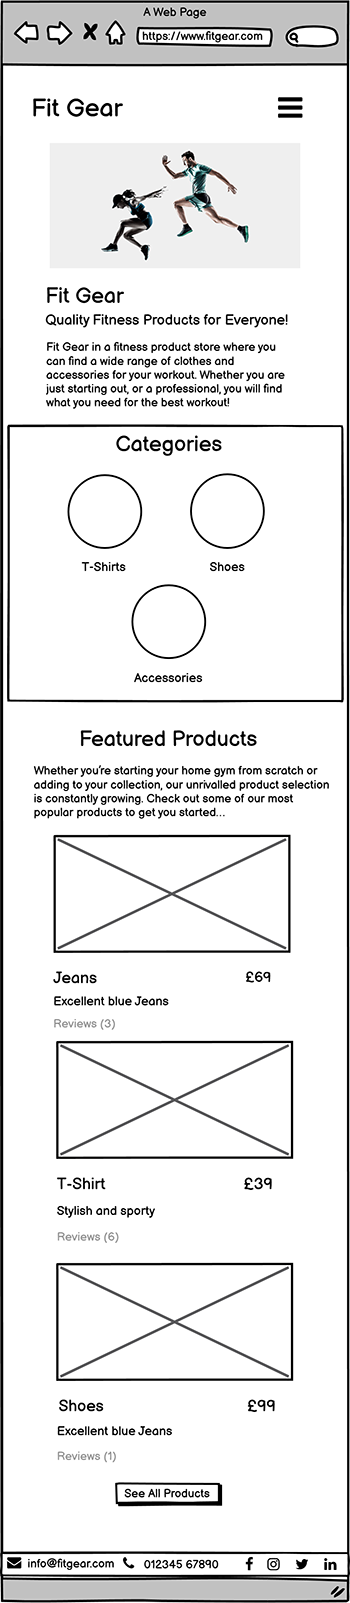 A Web Page
https://www.fitgear.com
Fit Gear
Fit Gear
Quality Fitness Products for Everyone!
Fit Gear in a fitness product store where you
can find a wide range of clothes and
accessories for your workout. Whether you are
just starting out, or a professional, you will find
what you need for the best workout!
Categories
T-Shirts
Shoes
Accessories
Featured Products
Whether you're starting your home gym from scratch or
adding to your collection, our unrivalled product selection
is constantly growing. Check out some of our most
popular products to get you started...
Jeans £69
Excellent blue Jeans
Reviews (3)
T-Shirt £39
Stylish and sporty
Reviews (6)
Shoes £99
Excellent blue Jeans
Reviews (1)
See All Products
info@fitgear.com 012345 67890